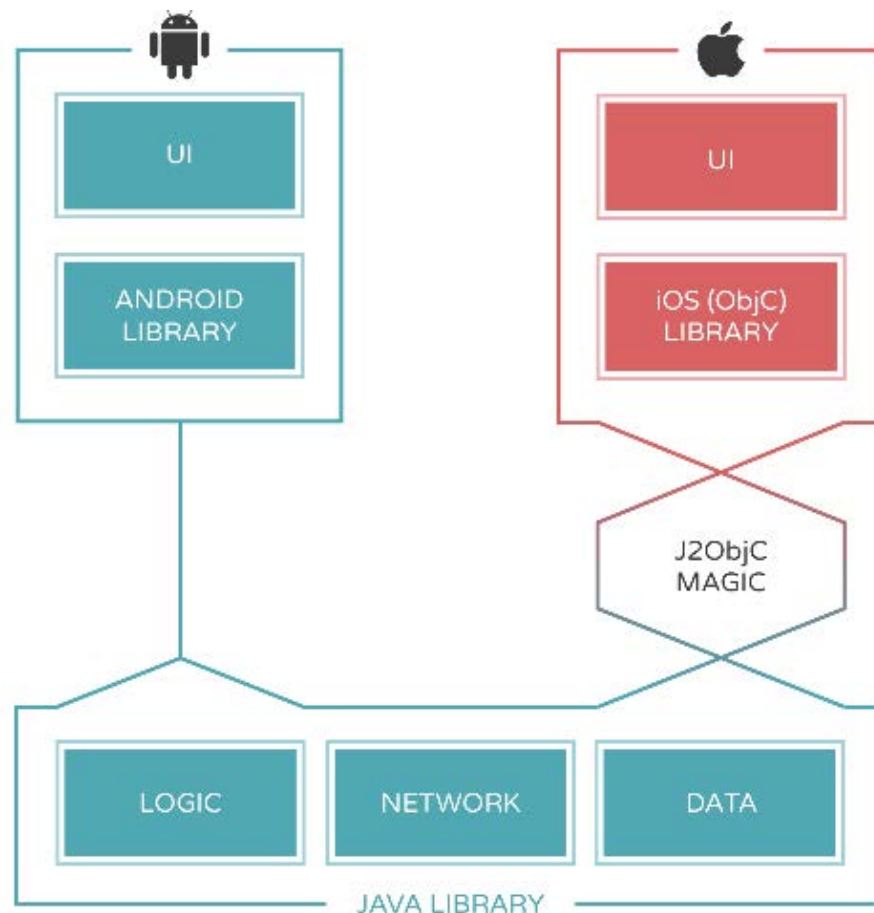 UI
ANDROID
LIBRARY
UI
iOS (ObjC)
LIBRARY
J2ObjC
MAGIC
LOGIC
NETWORK
DATA
JAVA LIBRARY